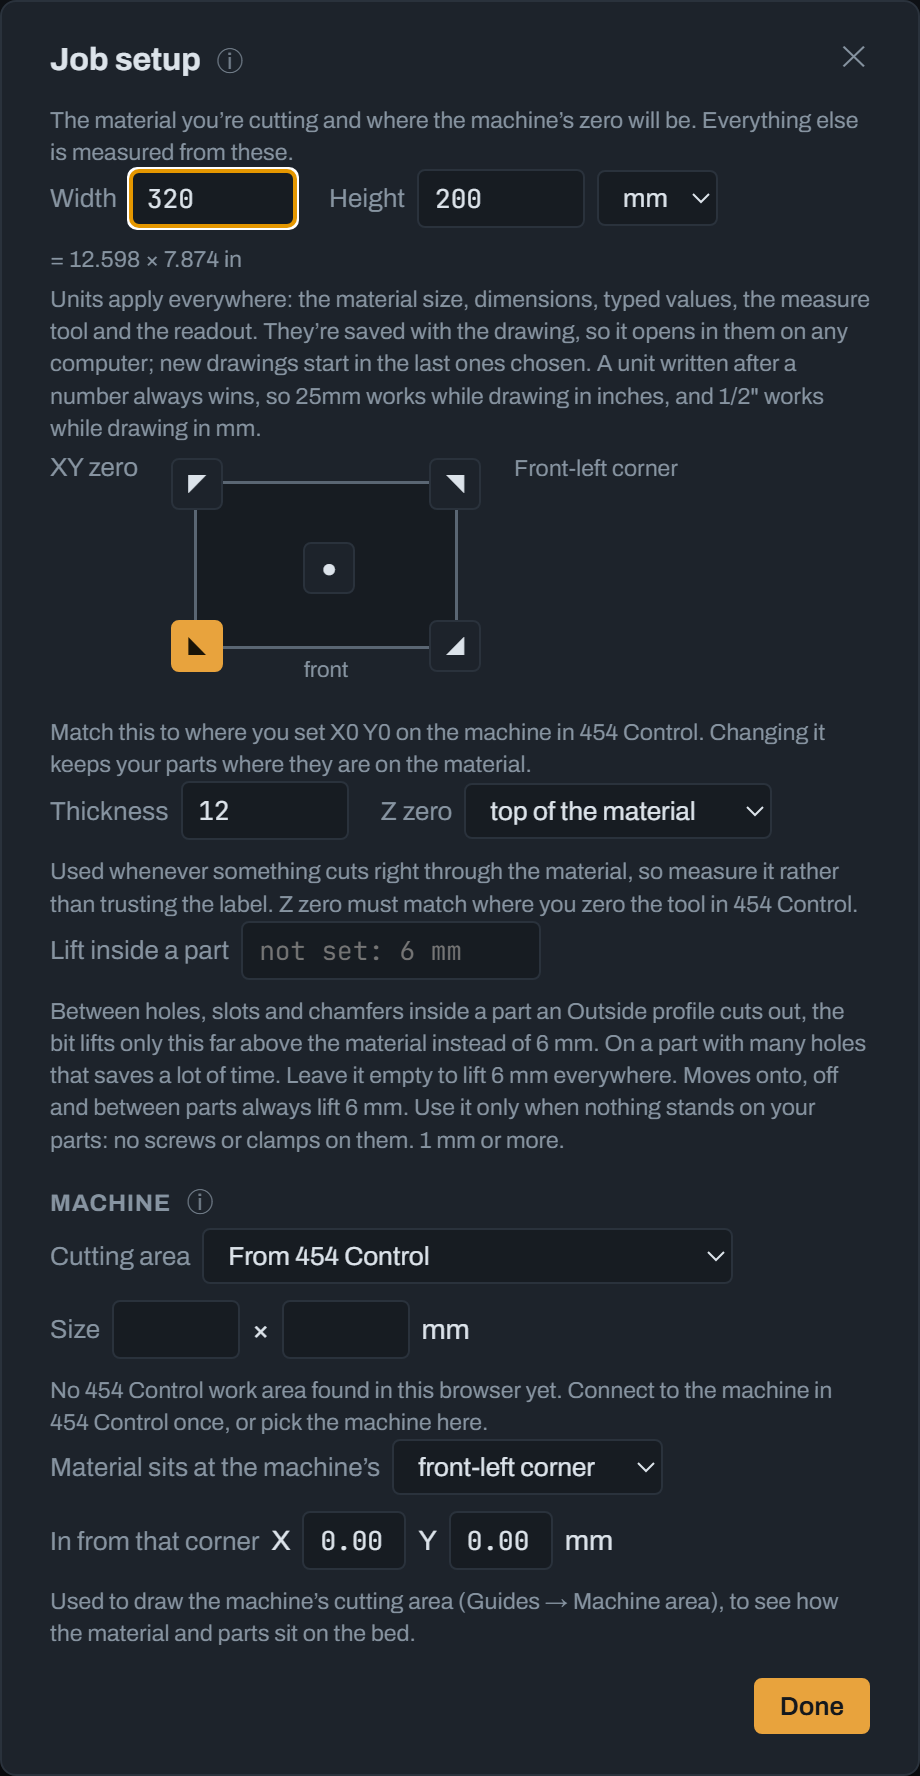 Job setup
The material you’re cutting and where the machine’s zero will be. Everything else
is measured from these.
Width 320 Height 200 mm
= 12.598 × 7.874 in
Units apply everywhere: the material size, dimensions, typed values, the measure
tool and the readout. They’re saved with the drawing, so it opens in them on any
computer; new drawings start in the last ones chosen. A unit written after a
number always wins, so 25mm works while drawing in inches, and 1/2" works
while drawing in mm.
XY zero Front-left corner
front
Match this to where you set X0 Y0 on the machine in 454 Control. Changing it
keeps your parts where they are on the material.
Thickness 12 Z zero top of the material
Used whenever something cuts right through the material, so measure it rather
than trusting the label. Z zero must match where you zero the tool in 454 Control.
Lift inside a part not set: 6 mm
Between holes, slots and chamfers inside a part an Outside profile cuts out, the
bit lifts only this far above the material instead of 6 mm. On a part with many holes
that saves a lot of time. Leave it empty to lift 6 mm everywhere. Moves onto, off
and between parts always lift 6 mm. Use it only when nothing stands on your
parts: no screws or clamps on them. 1 mm or more.
MACHINE
Cutting area From 454 Control
Size × mm
No 454 Control work area found in this browser yet. Connect to the machine in
454 Control once, or pick the machine here.
Material sits at the machine’s front-left corner
In from that corner X 0.00 Y 0.00 mm
Used to draw the machine’s cutting area (Guides → Machine area), to see how
the material and parts sit on the bed.
Done